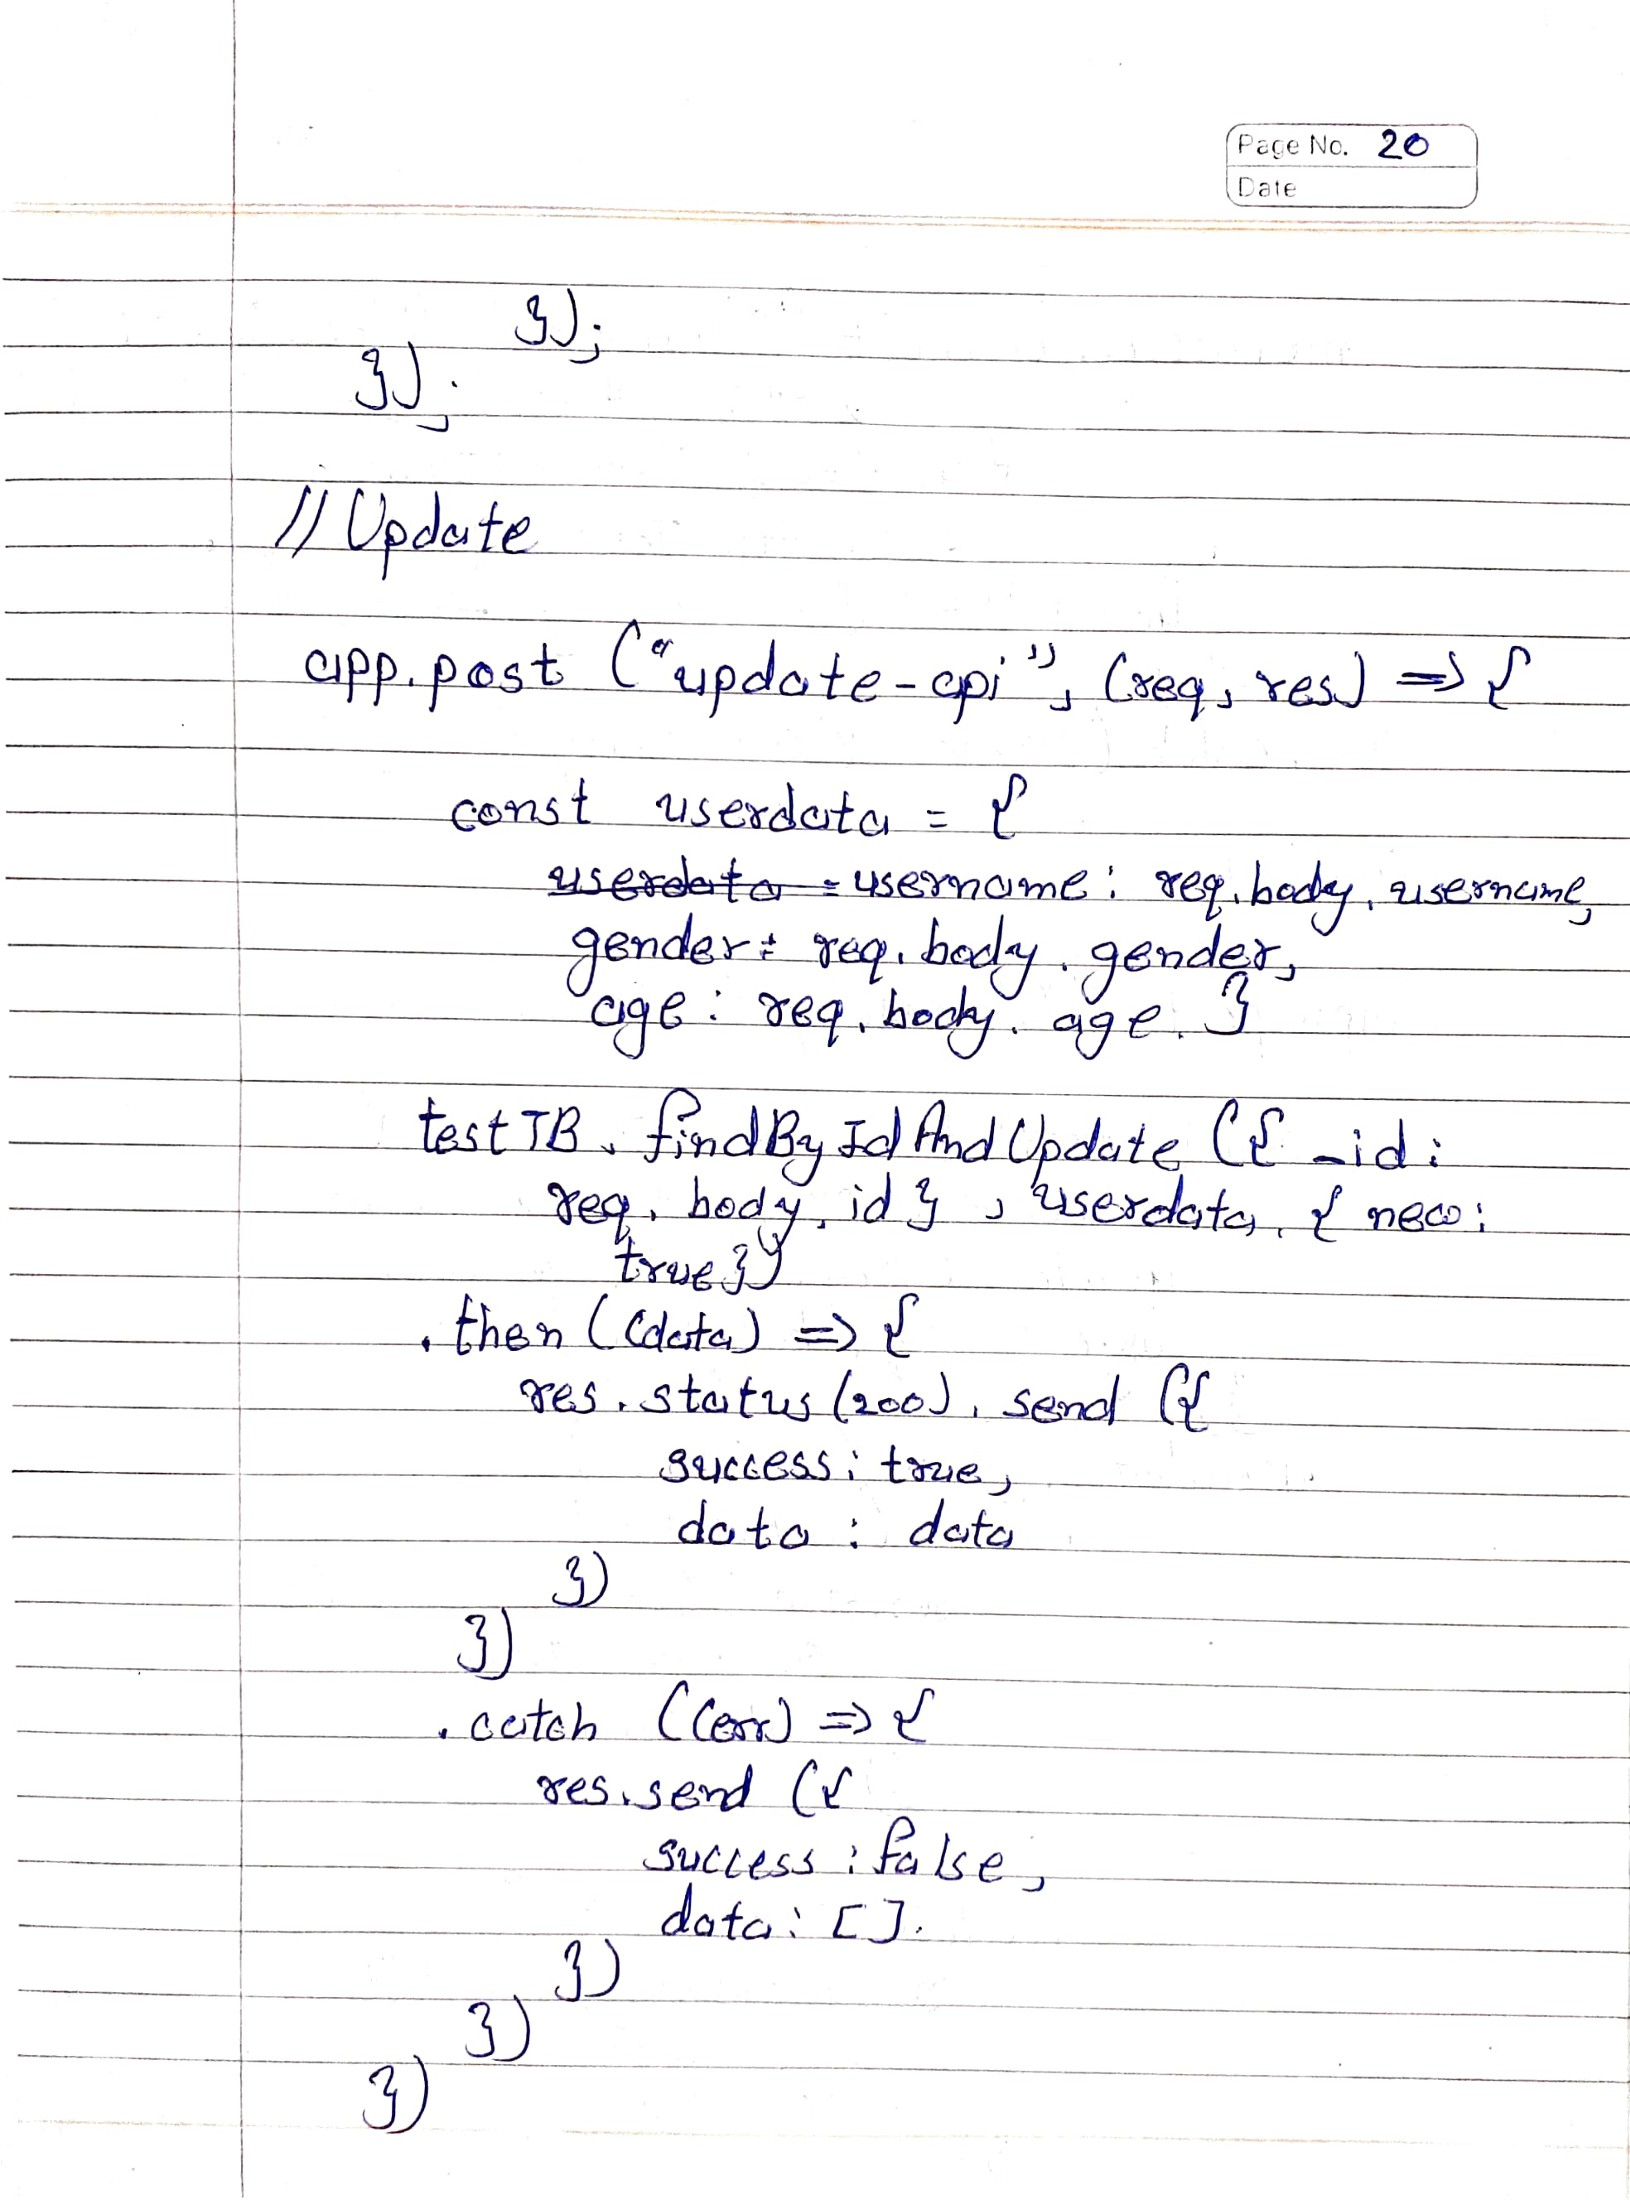 Page No. 20
Date
});
});
// Update
app.post ("update-api", (req, res) => {
const userdata = {
userdata = username : req.body.username,
gender : req.body.gender,
age : req.body.age. }
testTB.findByIdAndUpdate ({ _id :
req.body.id } , userdata, { new :
true })
.then ((data) => {
res.status(200).send ({
success : true,
data : data
})
})
.catch ((err) => {
res.send ({
success : false,
data : [].
})
})
})